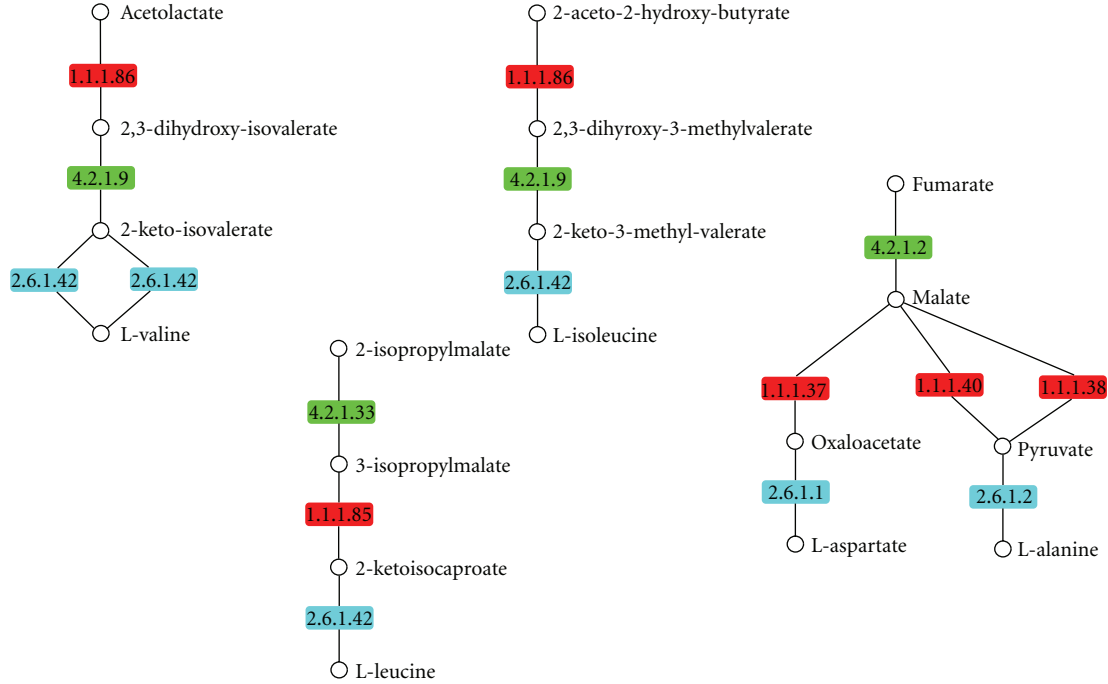 Acetolactate
1.1.1.86
2,3-dihydroxy-isovalerate
4.2.1.9
2-keto-isovalerate
2.6.1.42
2.6.1.42
L-valine
2-aceto-2-hydroxy-butyrate
1.1.1.86
2,3-dihyroxy-3-methylvalerate
4.2.1.9
2-keto-3-methyl-valerate
2.6.1.42
L-isoleucine
2-isopropylmalate
4.2.1.33
3-isopropylmalate
1.1.1.85
2-ketoisocaproate
2.6.1.42
L-leucine
Fumarate
4.2.1.2
Malate
1.1.1.37
1.1.1.40
1.1.1.38
Oxaloacetate
Pyruvate
2.6.1.1
2.6.1.2
L-aspartate
L-alanine